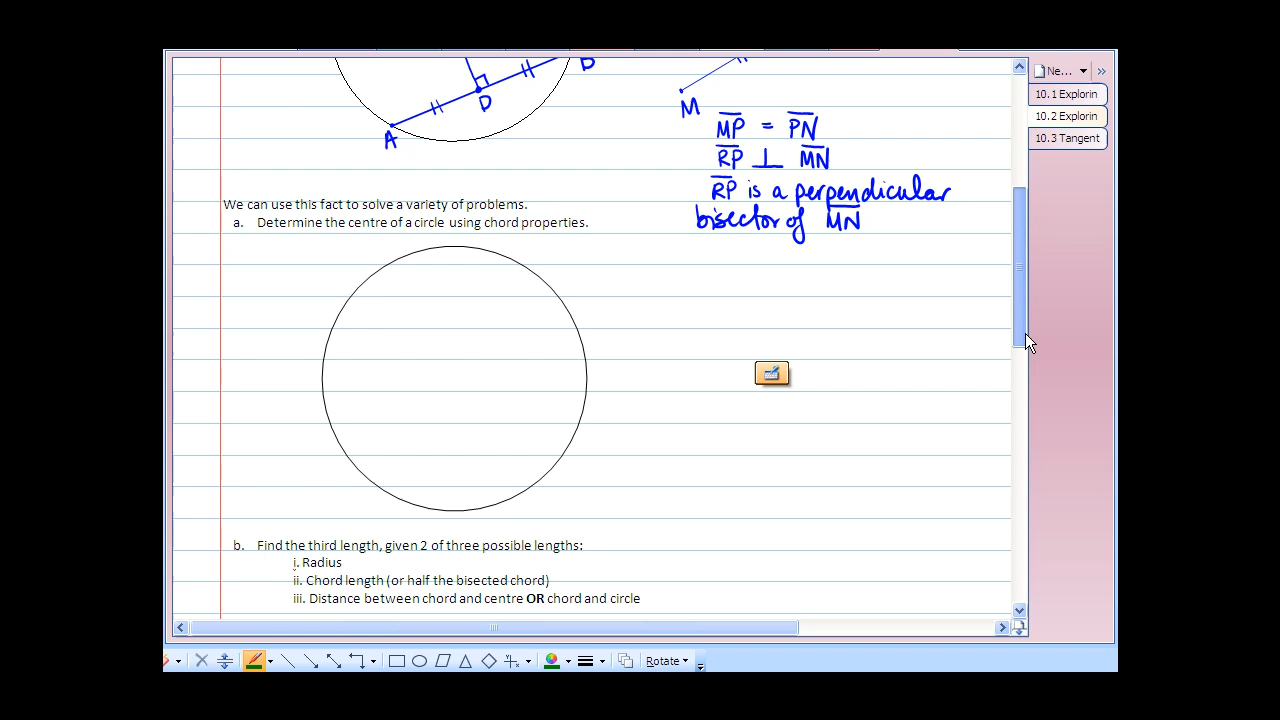 B
D
A
M
MP = PN
RP ⊥ MN
RP is a perpendicular
bisector of MN
We can use this fact to solve a variety of problems.
a. Determine the centre of a circle using chord properties.
b. Find the third length, given 2 of three possible lengths:
i. Radius
ii. Chord length (or half the bisected chord)
iii. Distance between chord and centre OR chord and circle
Ne...
10.1 Explorin
10.2 Explorin
10.3 Tangent
Rotate